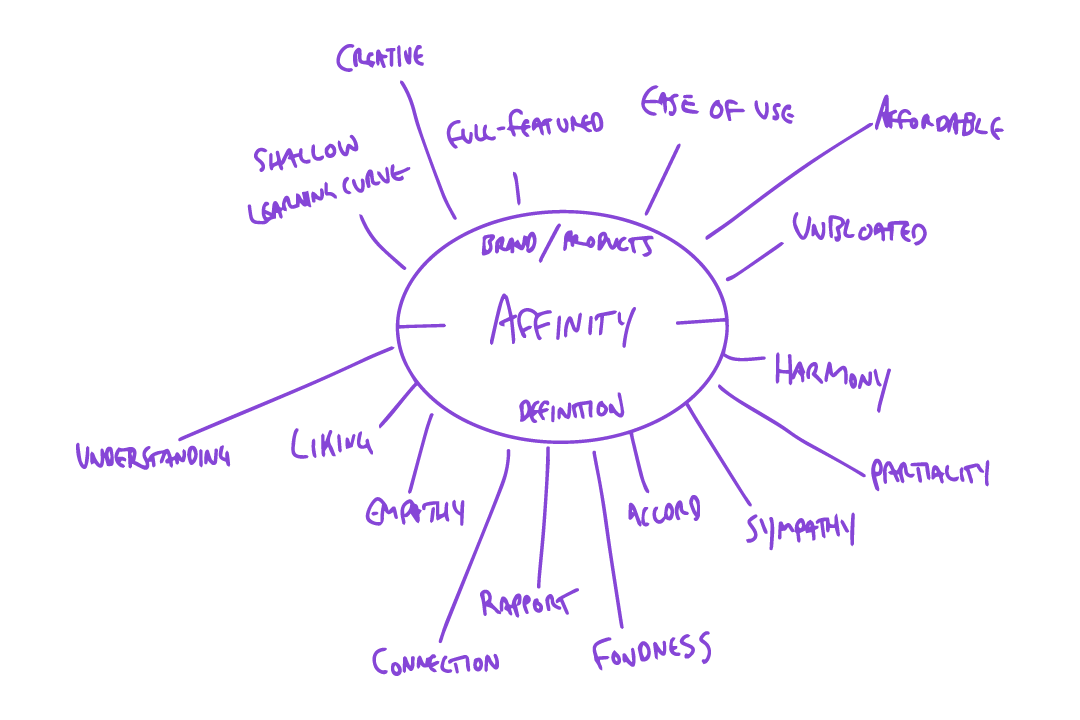 CREATIVE
FULL-FEATURED
EASE OF USE
AFFORDABLE
SHALLOW
LEARNING CURVE
UNBLOATED
BRAND/PRODUCTS
AFFINITY
DEFINITION
HARMONY
UNDERSTANDING
LIKING
EMPATHY
ACCORD
SYMPATHY
PARTIALITY
RAPPORT
CONNECTION
FONDNESS